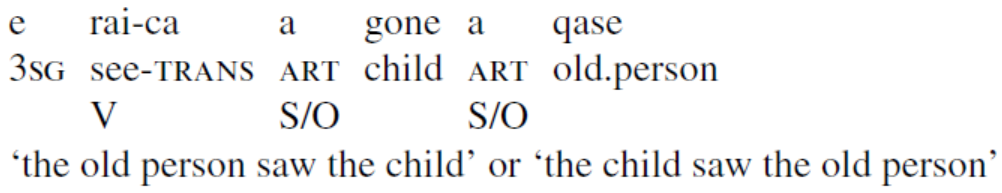 e rai-ca a gone a qase
3SG see-TRANS ART child ART old.person
V S/O S/O
‘the old person saw the child’ or ‘the child saw the old person’